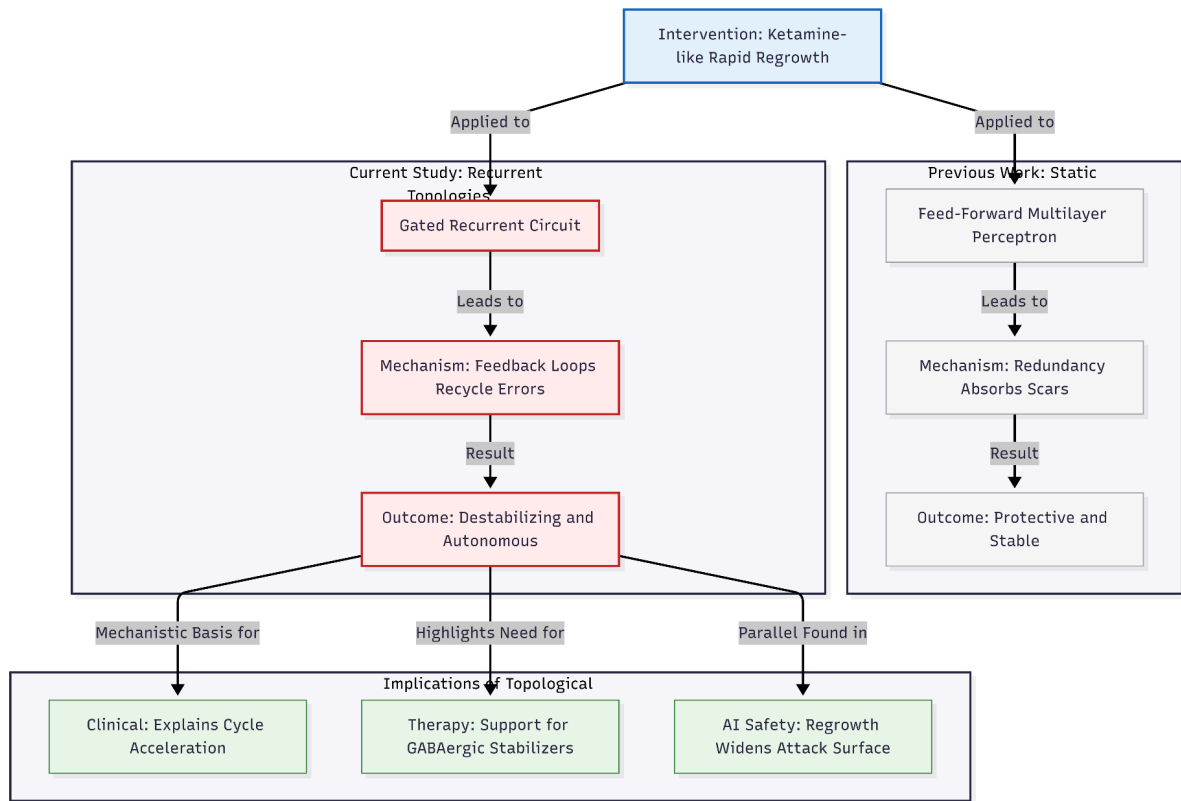 Intervention: Ketamine-
like Rapid Regrowth
Applied to
Applied to
Current Study: Recurrent
Topologies
Gated Recurrent Circuit
Leads to
Mechanism: Feedback Loops
Recycle Errors
Result
Outcome: Destabilizing and
Autonomous
Previous Work: Static
Feed-Forward Multilayer
Perceptron
Leads to
Mechanism: Redundancy
Absorbs Scars
Result
Outcome: Protective and
Stable
Mechanistic Basis for
Highlights Need for
Parallel Found in
Implications of Topological
Clinical: Explains Cycle
Acceleration
Therapy: Support for
GABAergic Stabilizers
AI Safety: Regrowth
Widens Attack Surface